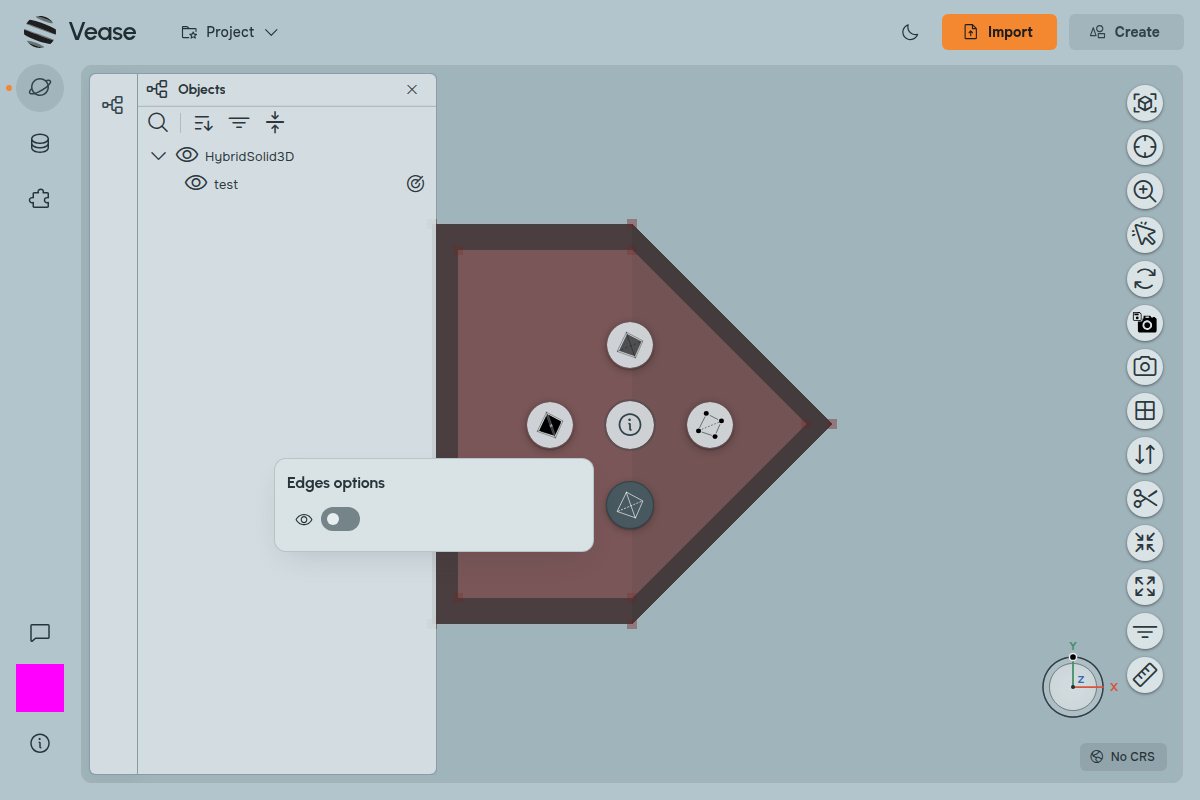 Vease
Project
Import
Create
Objects
HybridSolid3D
test
Edges options
Y
Z
X
No CRS